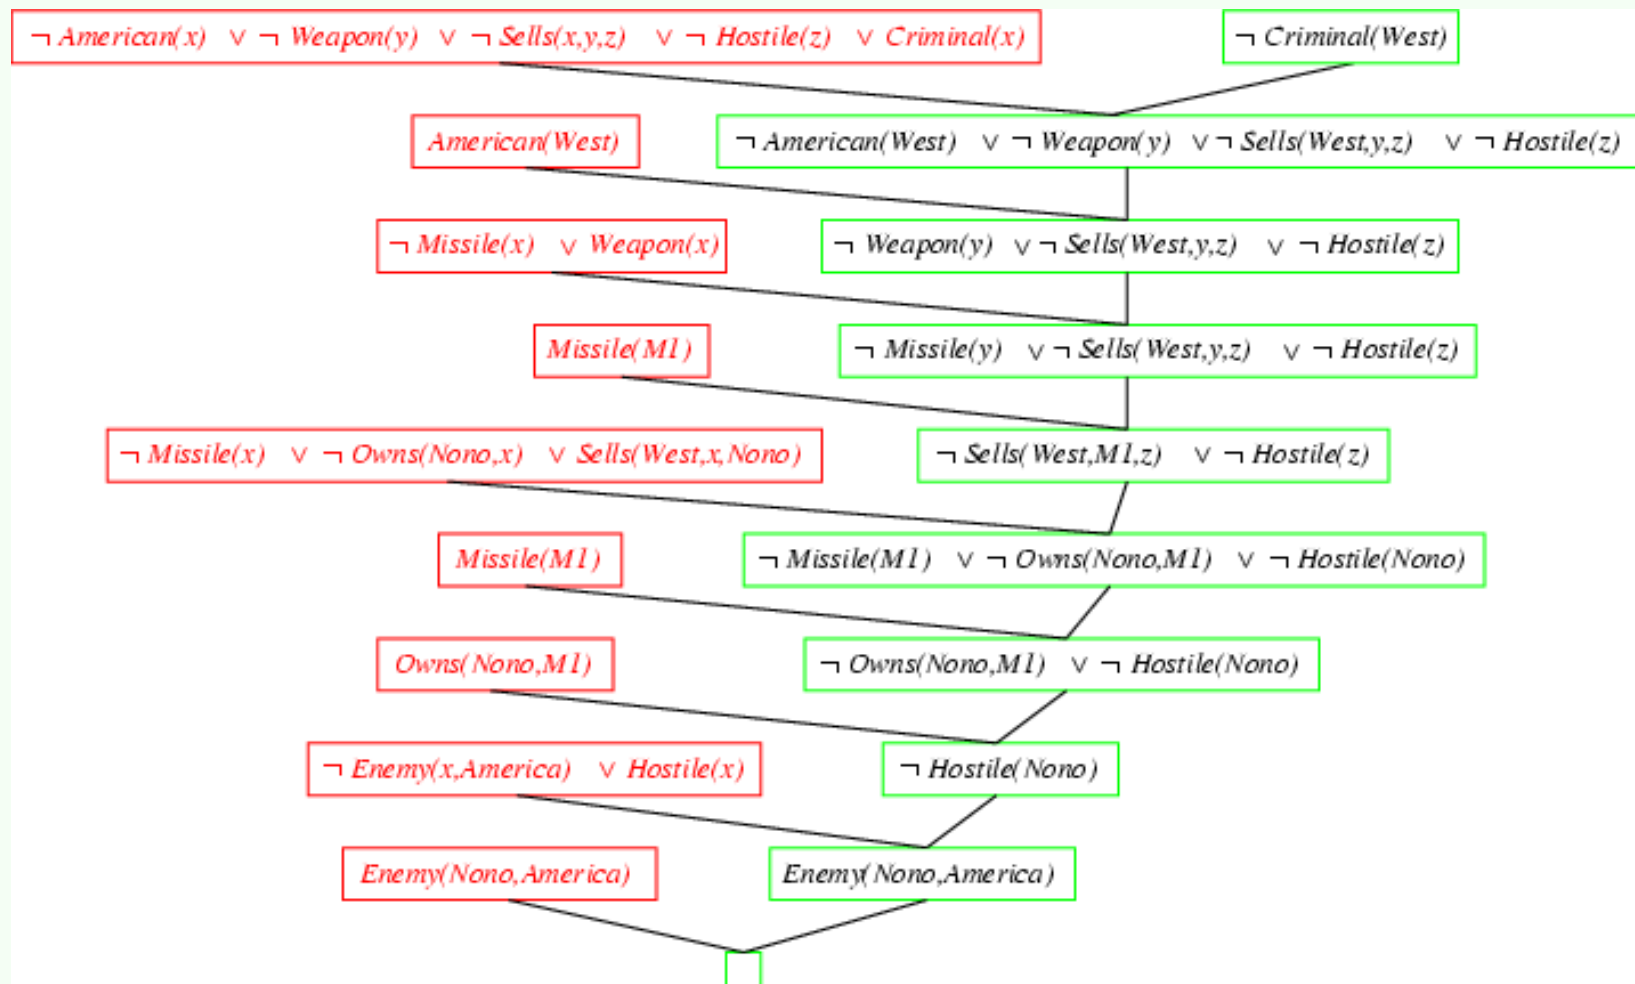 ¬ American(x) ∨ ¬ Weapon(y) ∨ ¬ Sells(x,y,z) ∨ ¬ Hostile(z) ∨ Criminal(x) ¬ Criminal(West)
American(West) ¬ American(West) ∨ ¬ Weapon(y) ∨ ¬ Sells(West,y,z) ∨ ¬ Hostile(z)
¬ Missile(x) ∨ Weapon(x) ¬ Weapon(y) ∨ ¬ Sells(West,y,z) ∨ ¬ Hostile(z)
Missile(M1) ¬ Missile(y) ∨ ¬ Sells(West,y,z) ∨ ¬ Hostile(z)
¬ Missile(x) ∨ ¬ Owns(Nono,x) ∨ Sells(West,x,Nono) ¬ Sells(West,M1,z) ∨ ¬ Hostile(z)
Missile(M1) ¬ Missile(M1) ∨ ¬ Owns(Nono,M1) ∨ ¬ Hostile(Nono)
Owns(Nono,M1) ¬ Owns(Nono,M1) ∨ ¬ Hostile(Nono)
¬ Enemy(x,America) ∨ Hostile(x) ¬ Hostile(Nono)
Enemy(Nono,America) Enemy(Nono,America)